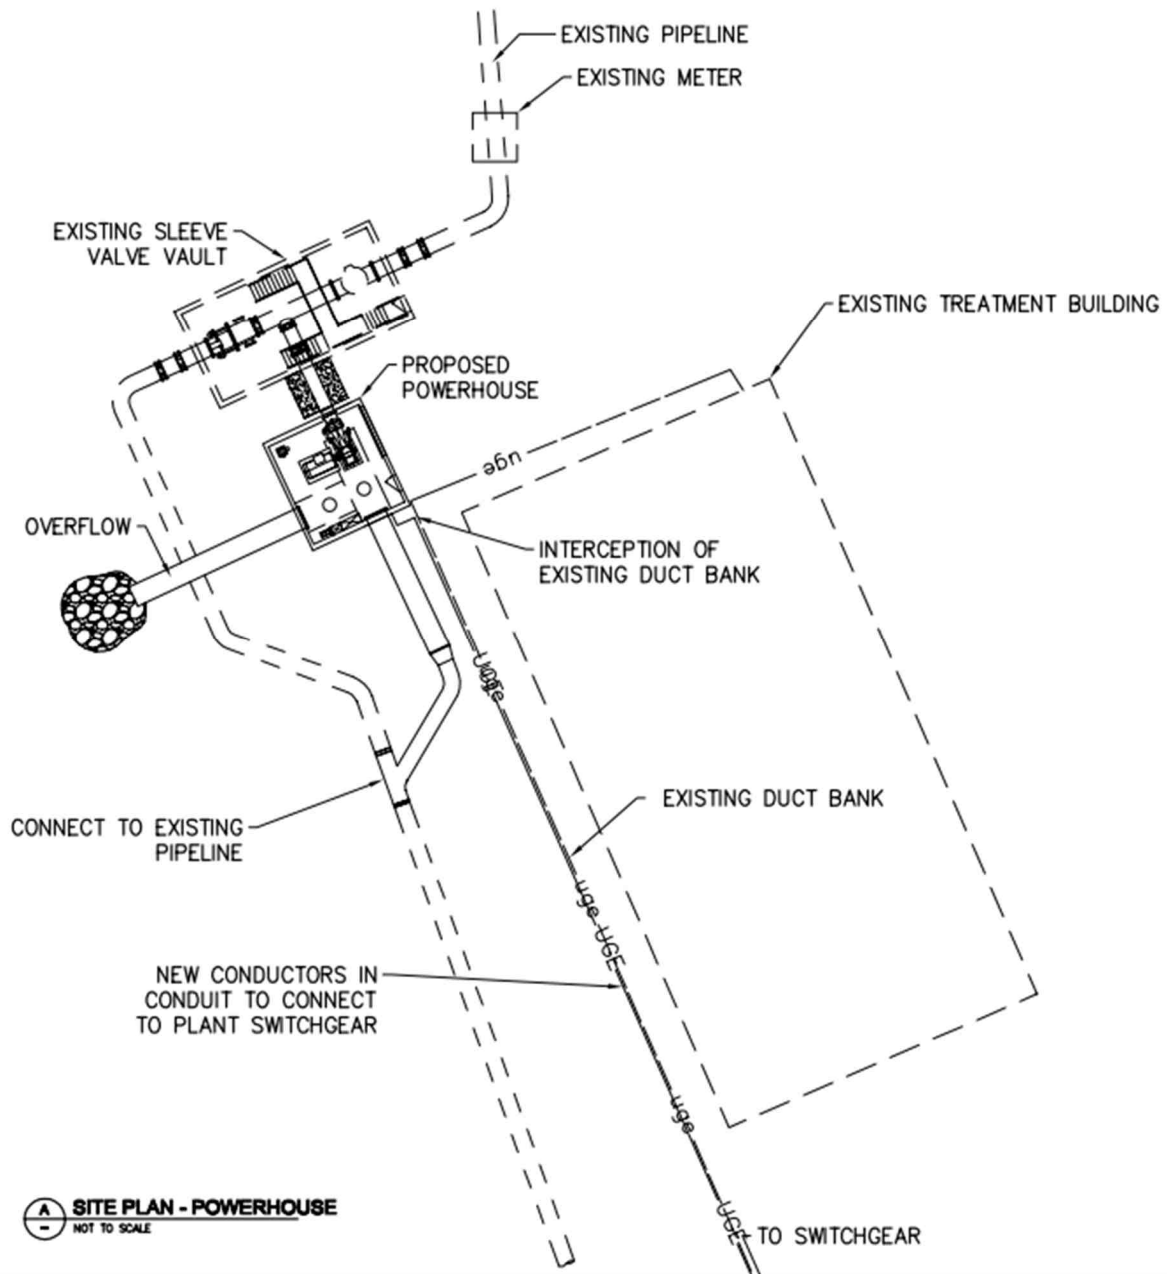 EXISTING PIPELINE
EXISTING METER
EXISTING SLEEVE
VALVE VAULT
EXISTING TREATMENT BUILDING
PROPOSED
POWERHOUSE
uge
OVERFLOW
INTERCEPTION OF
EXISTING DUCT BANK
UGE
uge
EXISTING DUCT BANK
CONNECT TO EXISTING
PIPELINE
uge
UGE
NEW CONDUCTORS IN
CONDUIT TO CONNECT
TO PLANT SWITCHGEAR
uge
A
-
SITE PLAN - POWERHOUSE
NOT TO SCALE
UGE
TO SWITCHGEAR